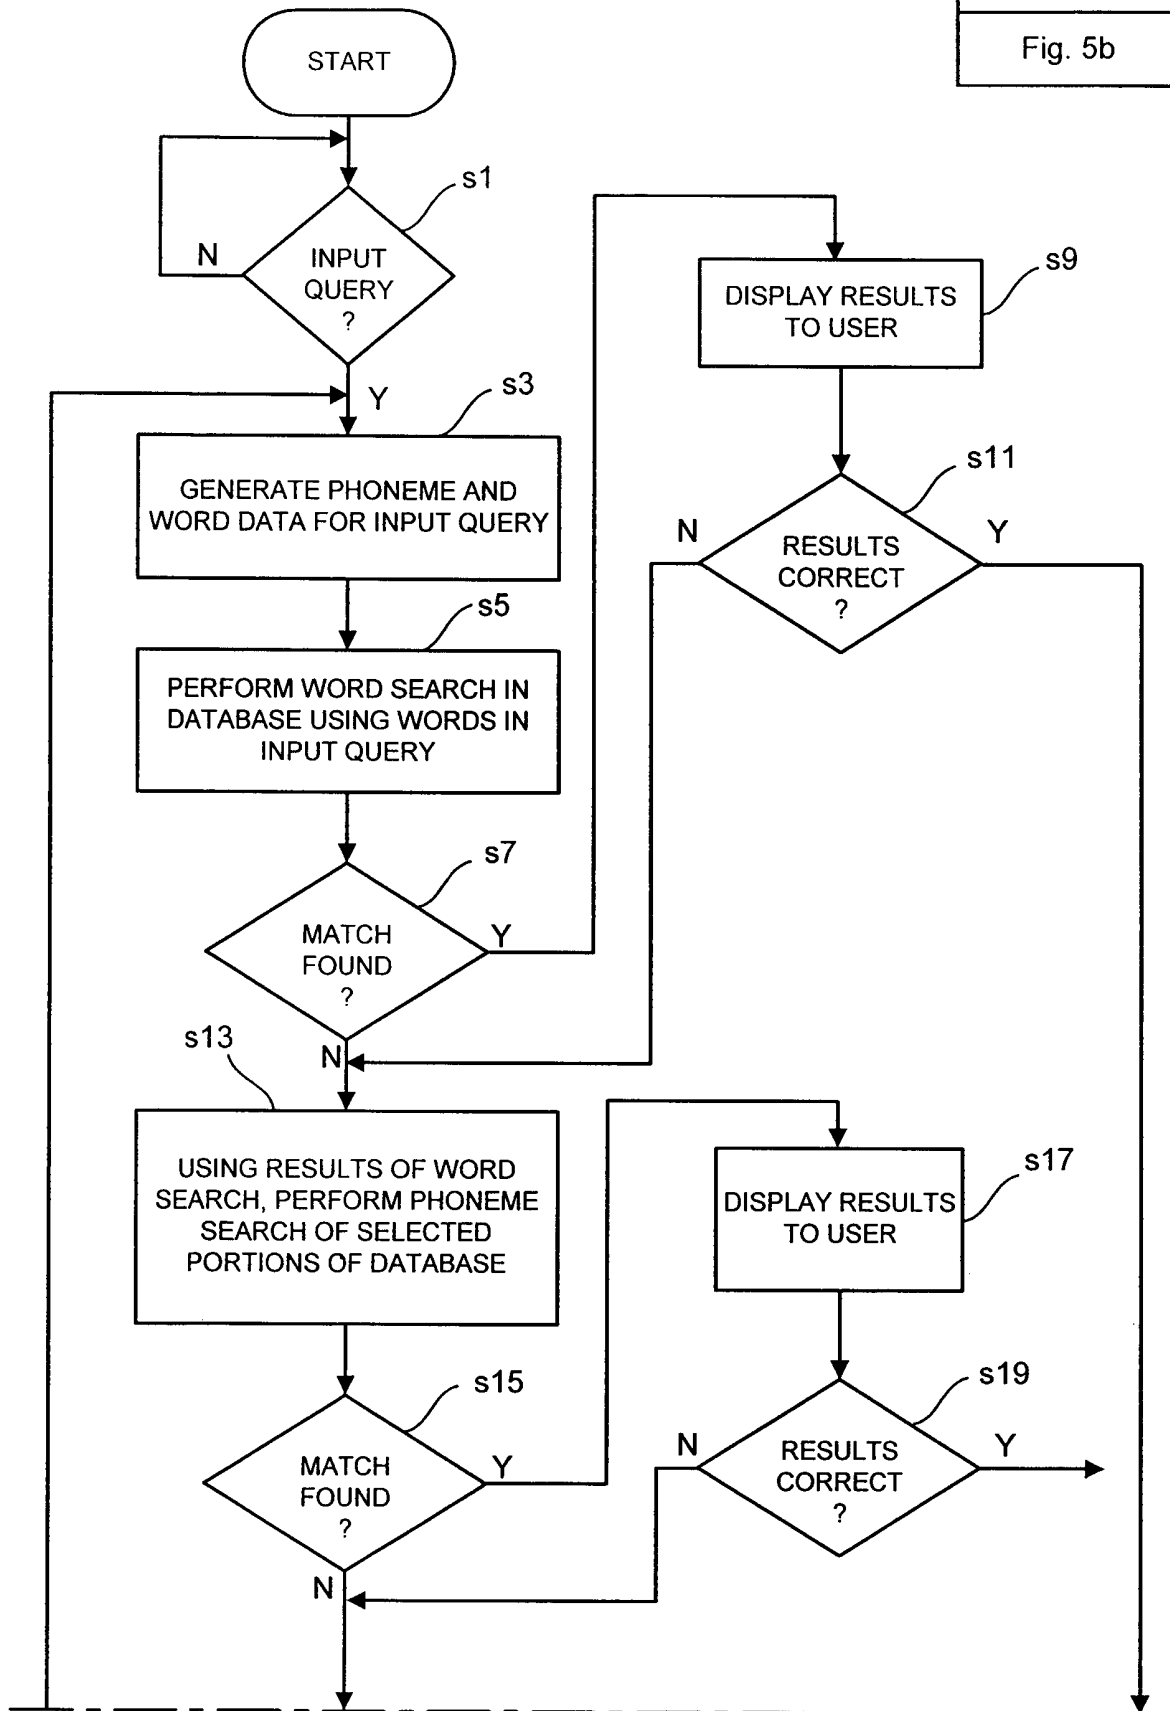 Fig. 5b
START
s1
N
INPUT
QUERY
?
Y
s9
DISPLAY RESULTS
TO USER
s3
GENERATE PHONEME AND
WORD DATA FOR INPUT QUERY
s11
N
Y
RESULTS
CORRECT
?
s5
PERFORM WORD SEARCH IN
DATABASE USING WORDS IN
INPUT QUERY
s7
MATCH
FOUND
?
Y
N
s13
USING RESULTS OF WORD
SEARCH, PERFORM PHONEME
SEARCH OF SELECTED
PORTIONS OF DATABASE
s17
DISPLAY RESULTS
TO USER
s15
MATCH
FOUND
?
Y
N
s19
N
Y
RESULTS
CORRECT
?